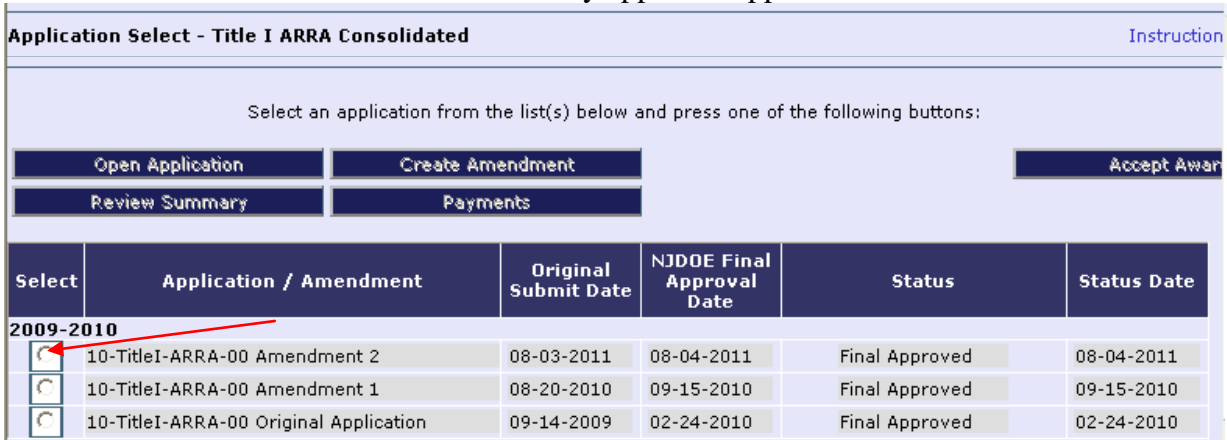 Application Select - Title I ARRA Consolidated Instruction
Select an application from the list(s) below and press one of the following buttons:
Open Application Create Amendment Accept Awar
Review Summary Payments
Select Application / Amendment Original Submit Date NJDOE Final Approval Date Status Status Date
2009-2010
10-TitleI-ARRA-00 Amendment 2 08-03-2011 08-04-2011 Final Approved 08-04-2011
10-TitleI-ARRA-00 Amendment 1 08-20-2010 09-15-2010 Final Approved 09-15-2010
10-TitleI-ARRA-00 Original Application 09-14-2009 02-24-2010 Final Approved 02-24-2010